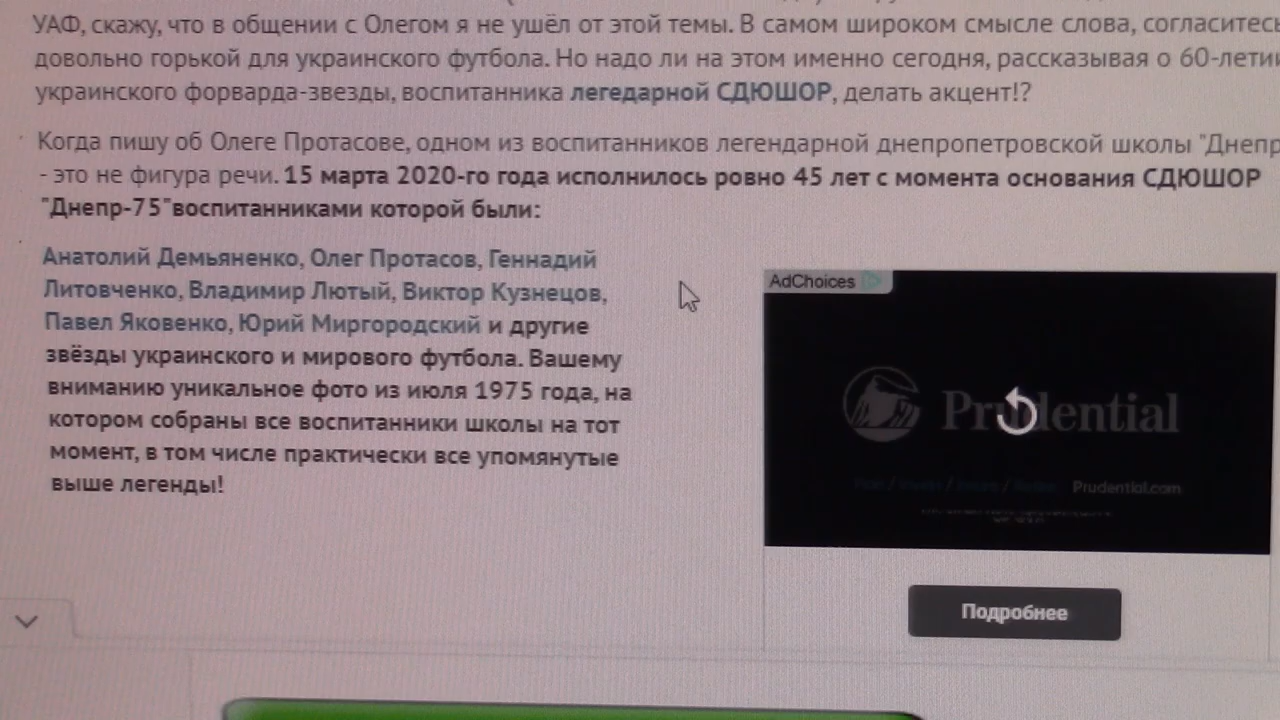 УАФ, скажу, что в общении с Олегом я не ушёл от этой темы. В самом широком смысле слова, согласитесь
довольно горькой для украинского футбола. Но надо ли на этом именно сегодня, рассказывая о 60-летии
украинского форварда-звезды, воспитанника легедарной СДЮШОР, делать акцент!?
Когда пишу об Олеге Протасове, одном из воспитанников легендарной днепропетровской школы "Днепр
- это не фигура речи. 15 марта 2020-го года исполнилось ровно 45 лет с момента основания СДЮШОР
"Днепр-75"воспитанниками которой были:
Анатолий Демьяненко, Олег Протасов, Геннадий
Литовченко, Владимир Лютый, Виктор Кузнецов,
Павел Яковенко, Юрий Миргородский и другие
звёзды украинского и мирового футбола. Вашему
вниманию уникальное фото из июля 1975 года, на
котором собраны все воспитанники школы на тот
момент, в том числе практически все упомянутые
выше легенды!
AdChoices
Prudential
Prudential.com
Подробнее